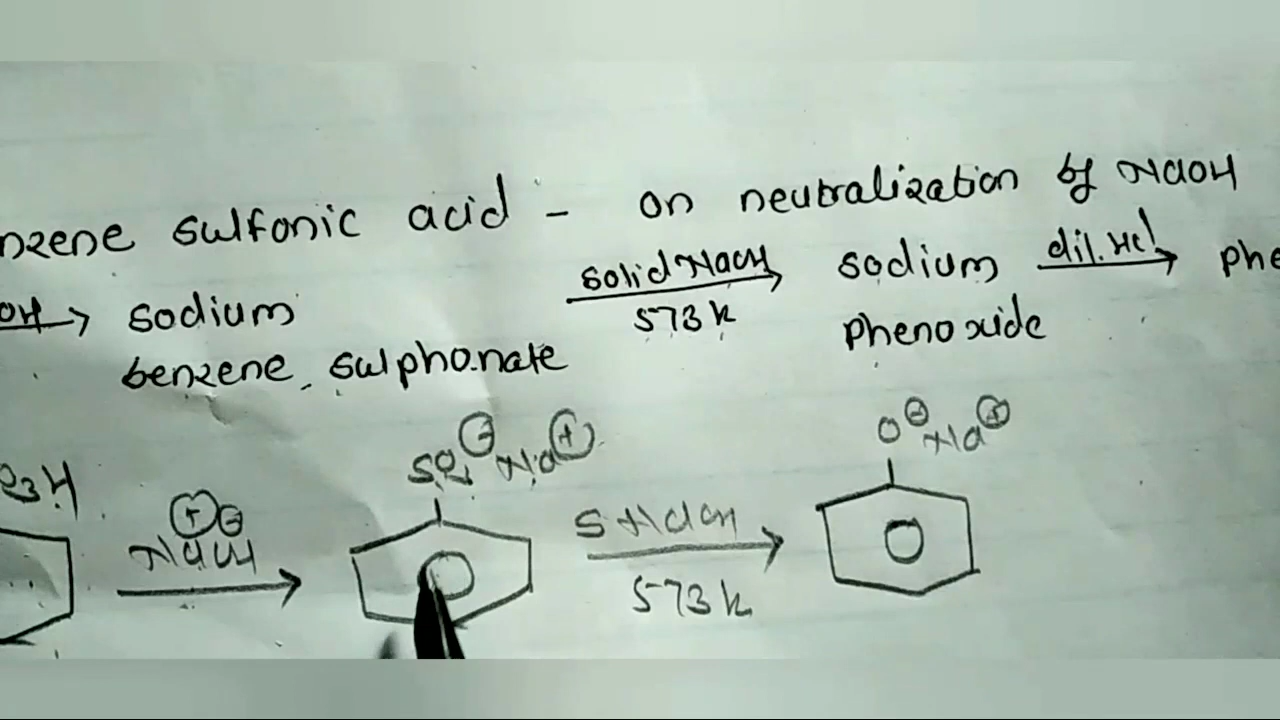 nzene sulfonic acid - on neutralization of NaOH
OH → sodium solid NaOH → sodium dil. HCl → phe
benzene sulphonate 573 K phenoxide
3H SO3 ⊖ Na ⊕ O ⊖ Na ⊕
⊕ ⊖
NaOH → S NaOH →
573 K